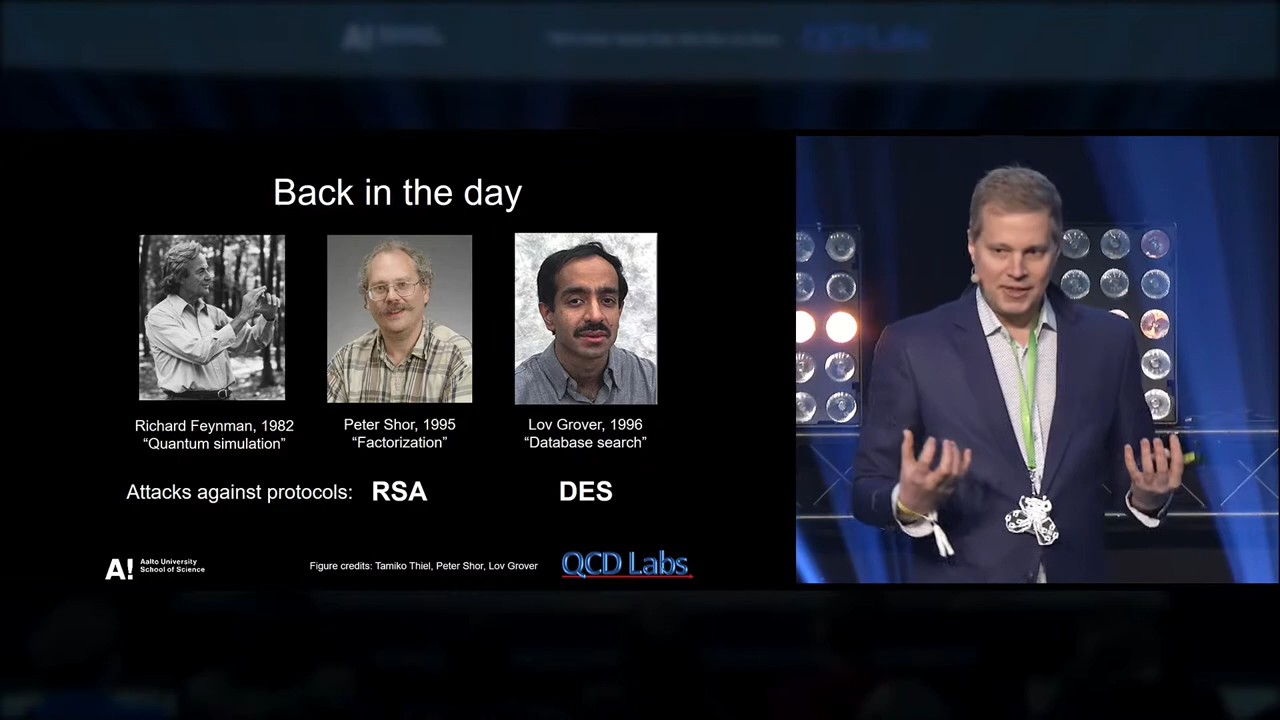 Back in the day
Richard Feynman, 1982
“Quantum simulation”
Peter Shor, 1995
“Factorization”
Lov Grover, 1996
“Database search”
Attacks against protocols: RSA DES
A! Aalto University
School of Science
Figure credits: Tamiko Thiel, Peter Shor, Lov Grover
QCD Labs